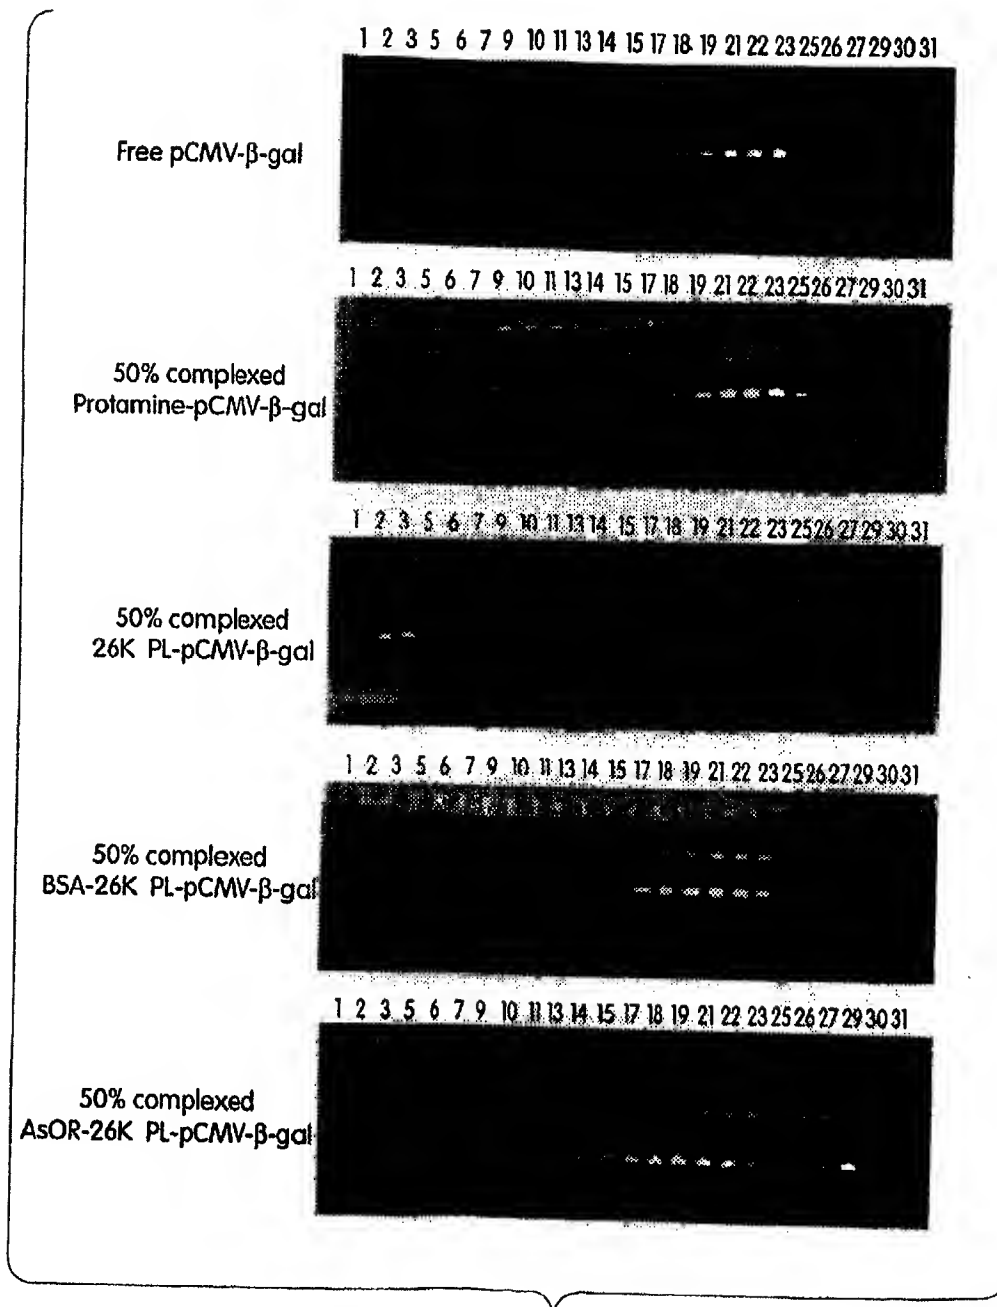 1 2 3 5 6 7 9 10 11 13 14 15 17 18 19 21 22 23 25 26 27 29 30 31
Free pCMV-β-gal
1 2 3 5 6 7 9 10 11 13 14 15 17 18 19 21 22 23 25 26 27 29 30 31
50% complexed
Protamine-pCMV-β-gal
1 2 3 5 6 7 9 10 11 13 14 15 17 18 19 21 22 23 25 26 27 29 30 31
50% complexed
26K PL-pCMV-β-gal
1 2 3 5 6 7 9 10 11 13 14 15 17 18 19 21 22 23 25 26 27 29 30 31
50% complexed
BSA-26K PL-pCMV-β-gal
1 2 3 5 6 7 9 10 11 13 14 15 17 18 19 21 22 23 25 26 27 29 30 31
50% complexed
AsOR-26K PL-pCMV-β-gal